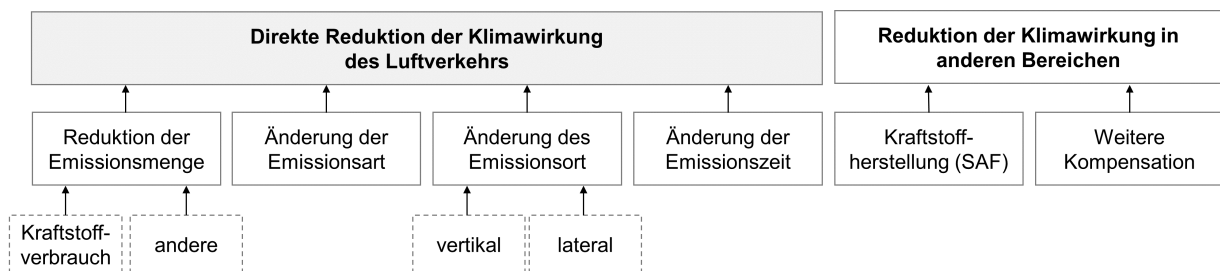 Direkte Reduktion der Klimawirkung
des Luftverkehrs
Reduktion der Klimawirkung in
anderen Bereichen
Reduktion der
Emissionsmenge
Änderung der
Emissionsart
Änderung des
Emissionsort
Änderung der
Emissionszeit
Kraftstoff-
herstellung (SAF)
Weitere
Kompensation
Kraftstoff-
verbrauch
andere
vertikal
lateral